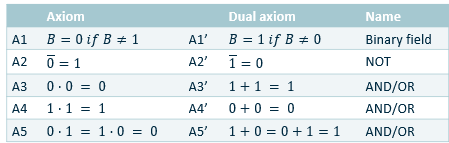 Axiom Dual axiom Name
A1 B = 0 if B ≠ 1 A1′ B = 1 if B ≠ 0 Binary field
A2 0̅ = 1 A2′ 1̅ = 0 NOT
A3 0 · 0 = 0 A3′ 1 + 1 = 1 AND/OR
A4 1 · 1 = 1 A4′ 0 + 0 = 0 AND/OR
A5 0 · 1 = 1 · 0 = 0 A5′ 1 + 0 = 0 + 1 = 1 AND/OR